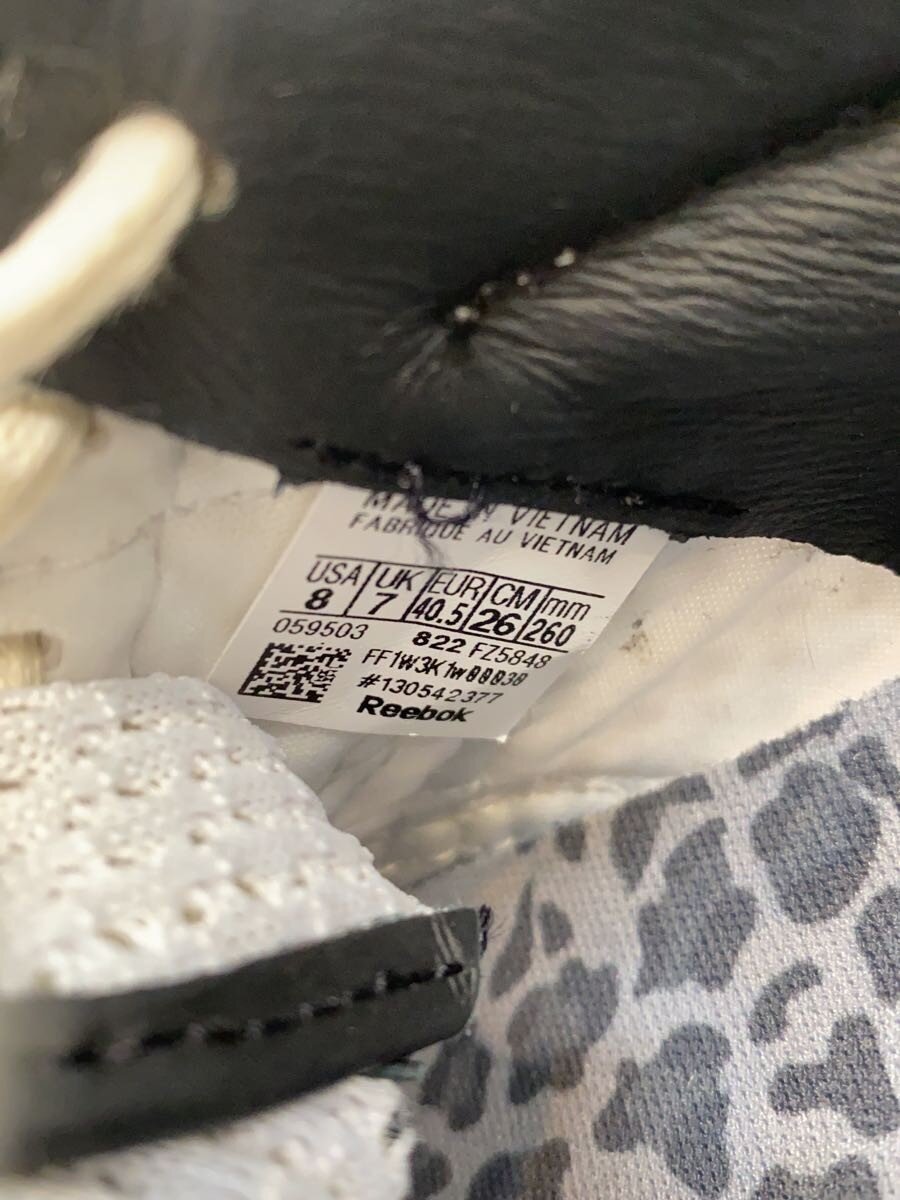 MADE IN VIETNAM
FABRIQUÉ AU VIETNAM
USA UK EUR CM mm
8 7 40.5 26 260
059503 822 FZ5848
#130542377
Reebok